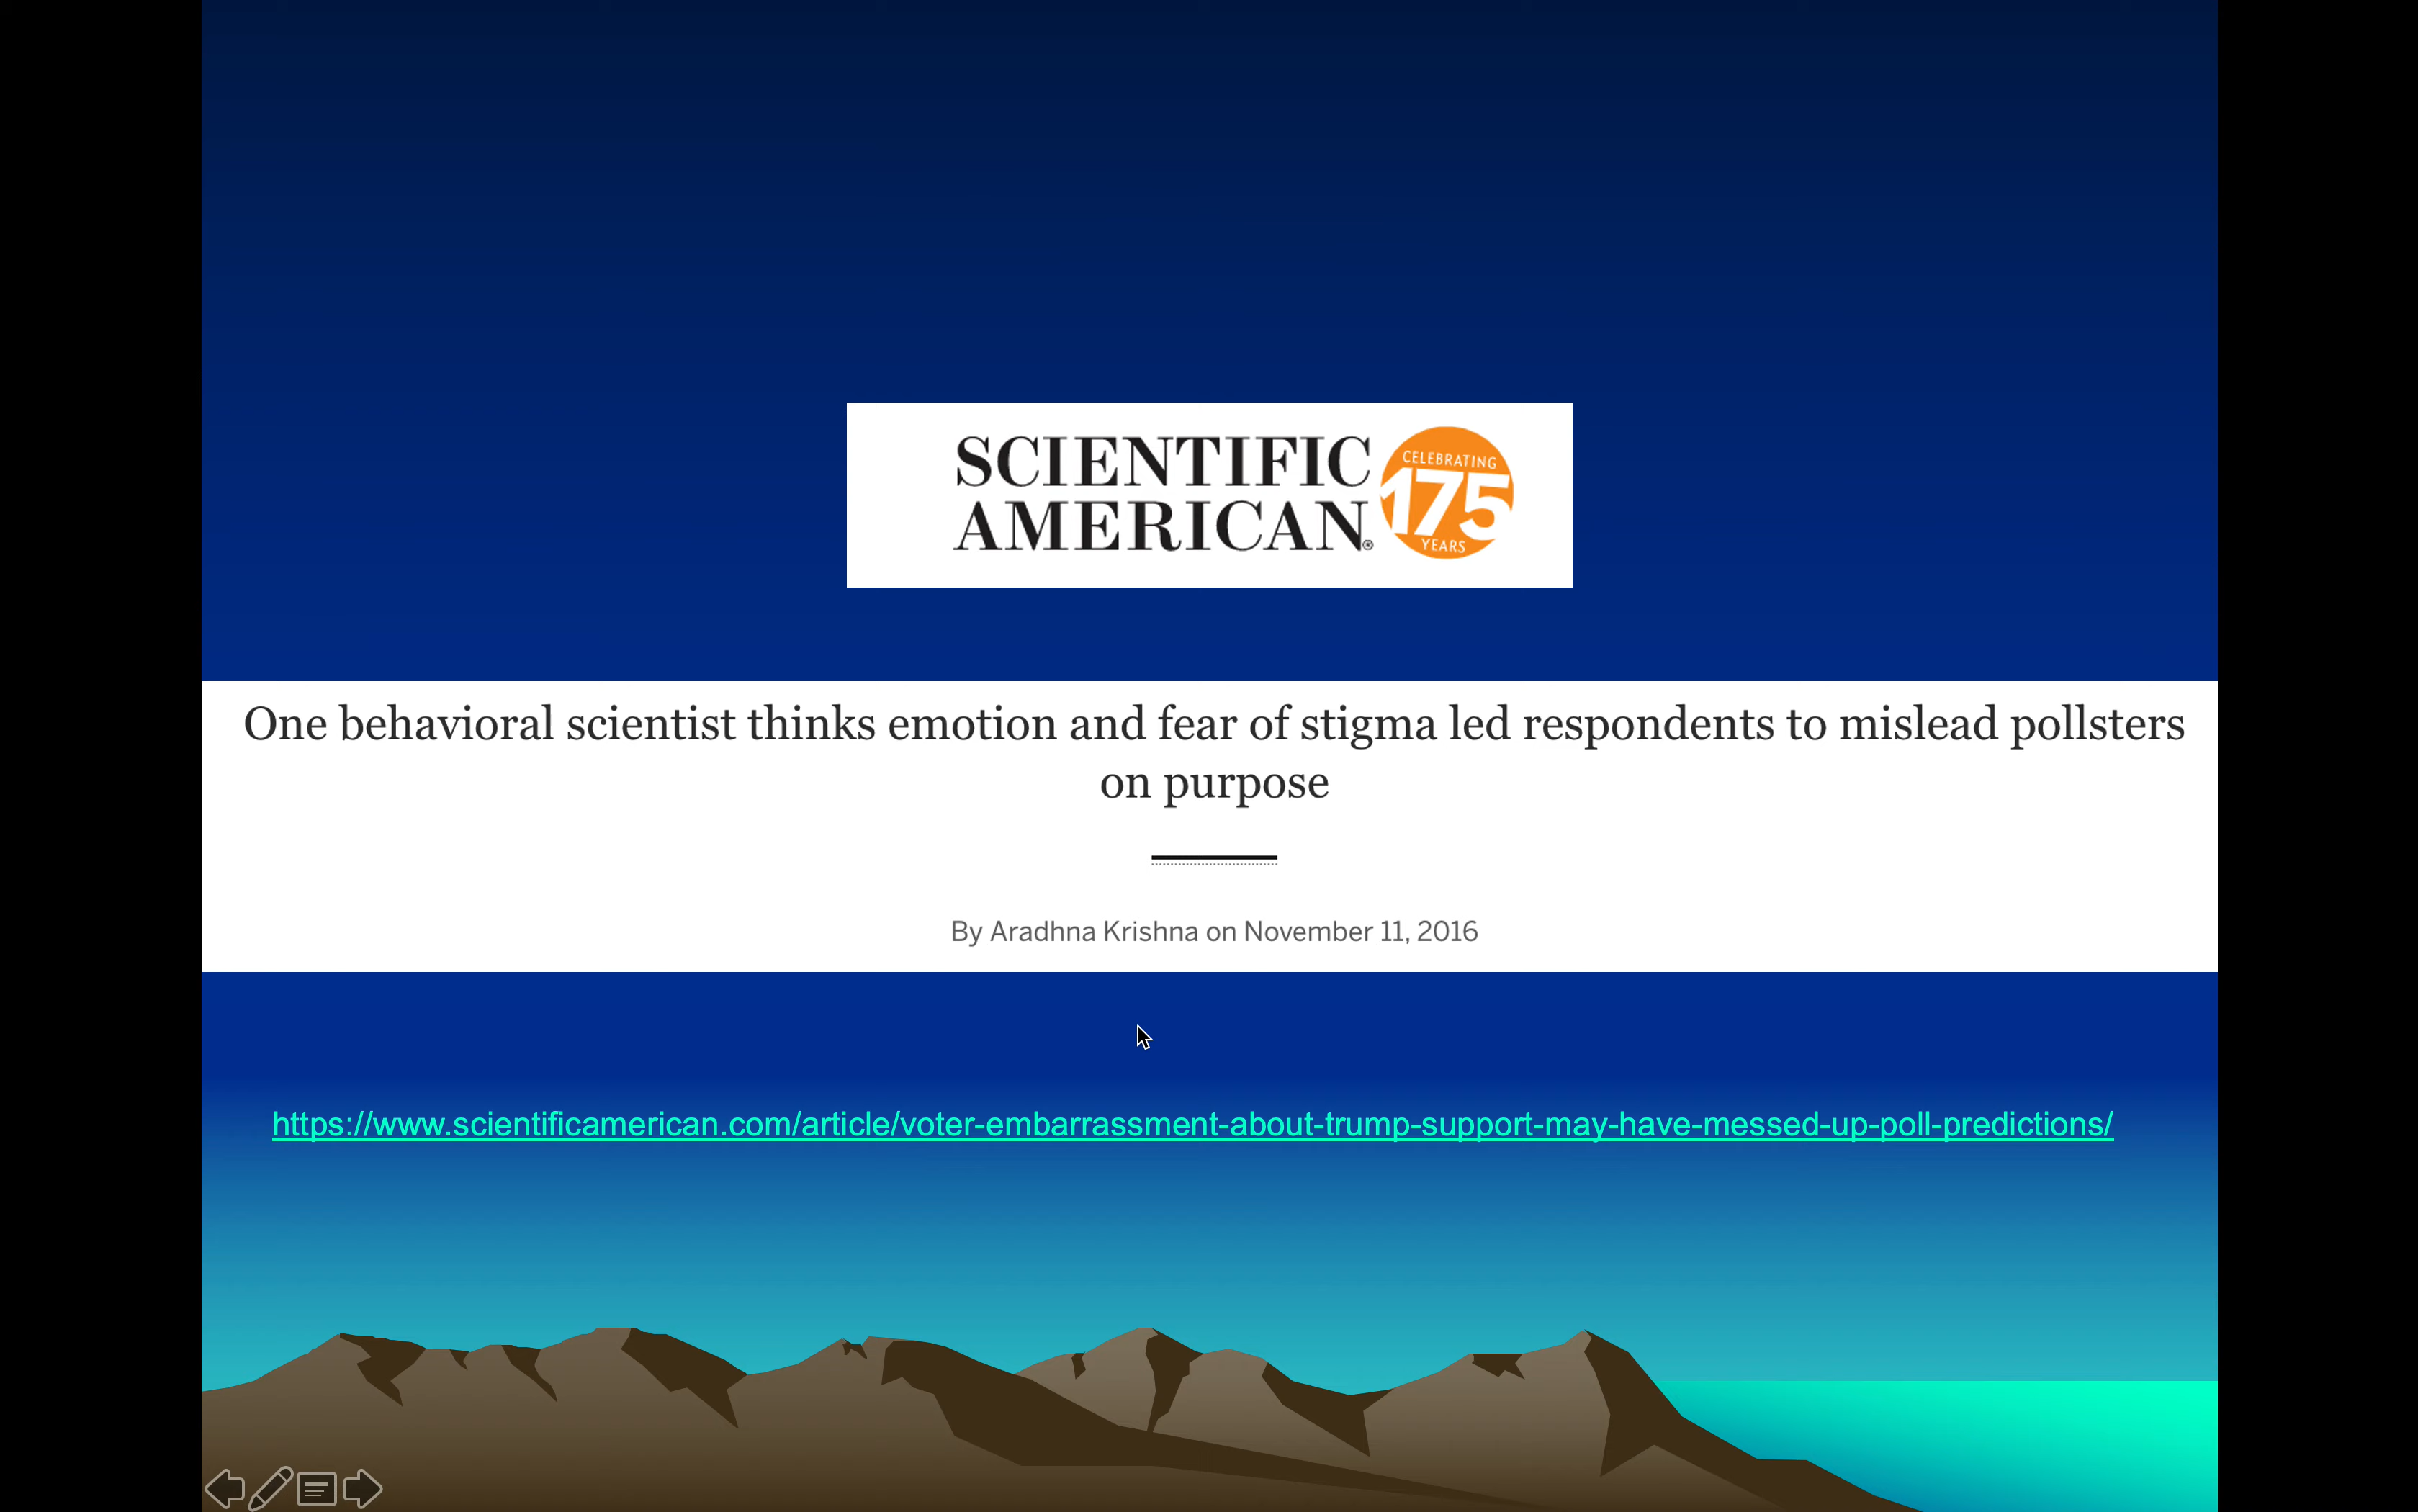 SCIENTIFIC
AMERICAN®
CELEBRATING
175
YEARS
One behavioral scientist thinks emotion and fear of stigma led respondents to mislead pollsters
on purpose
By Aradhna Krishna on November 11, 2016
https://www.scientificamerican.com/article/voter-embarrassment-about-trump-support-may-have-messed-up-poll-predictions/